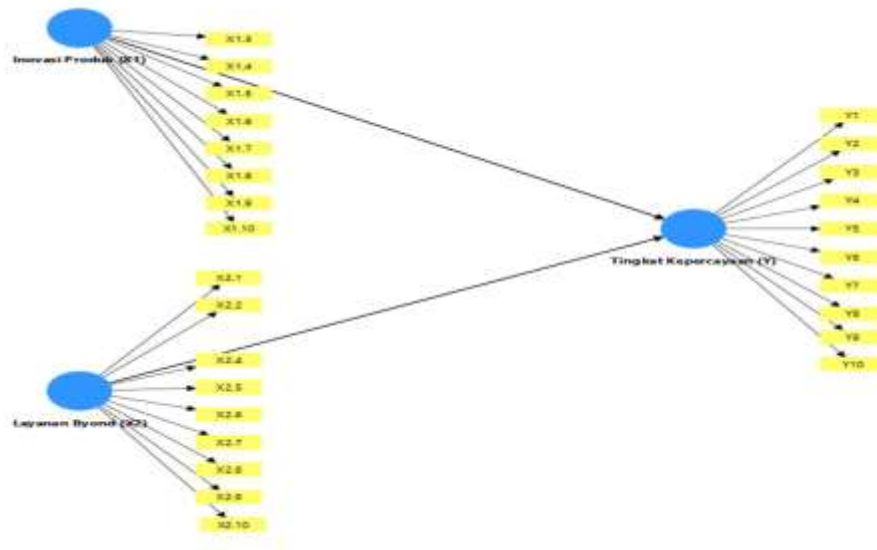 X1.3
Inovasi Produk (X1)
X1.4
X1.5
X1.6
X1.7
X1.8
X1.9
X1.10
Y1
Y2
Y3
Y4
Y5
Y6
Y7
Y8
Y9
Y10
Tingkat Kepercayaan (Y)
X2.1
X2.2
X2.4
X2.5
X2.6
X2.7
X2.8
X2.9
X2.10
Layanan Byond (X2)